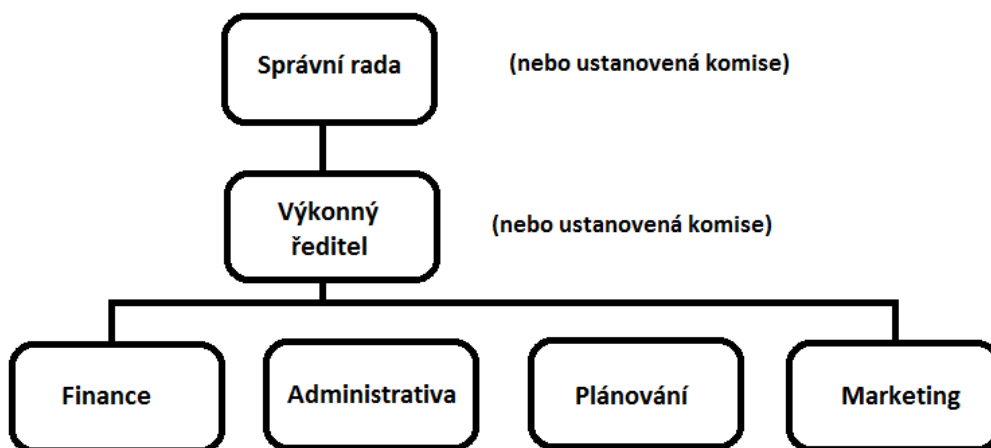 Správní rada
(nebo ustanovená komise)
Výkonný
ředitel
(nebo ustanovená komise)
Finance
Administrativa
Plánování
Marketing